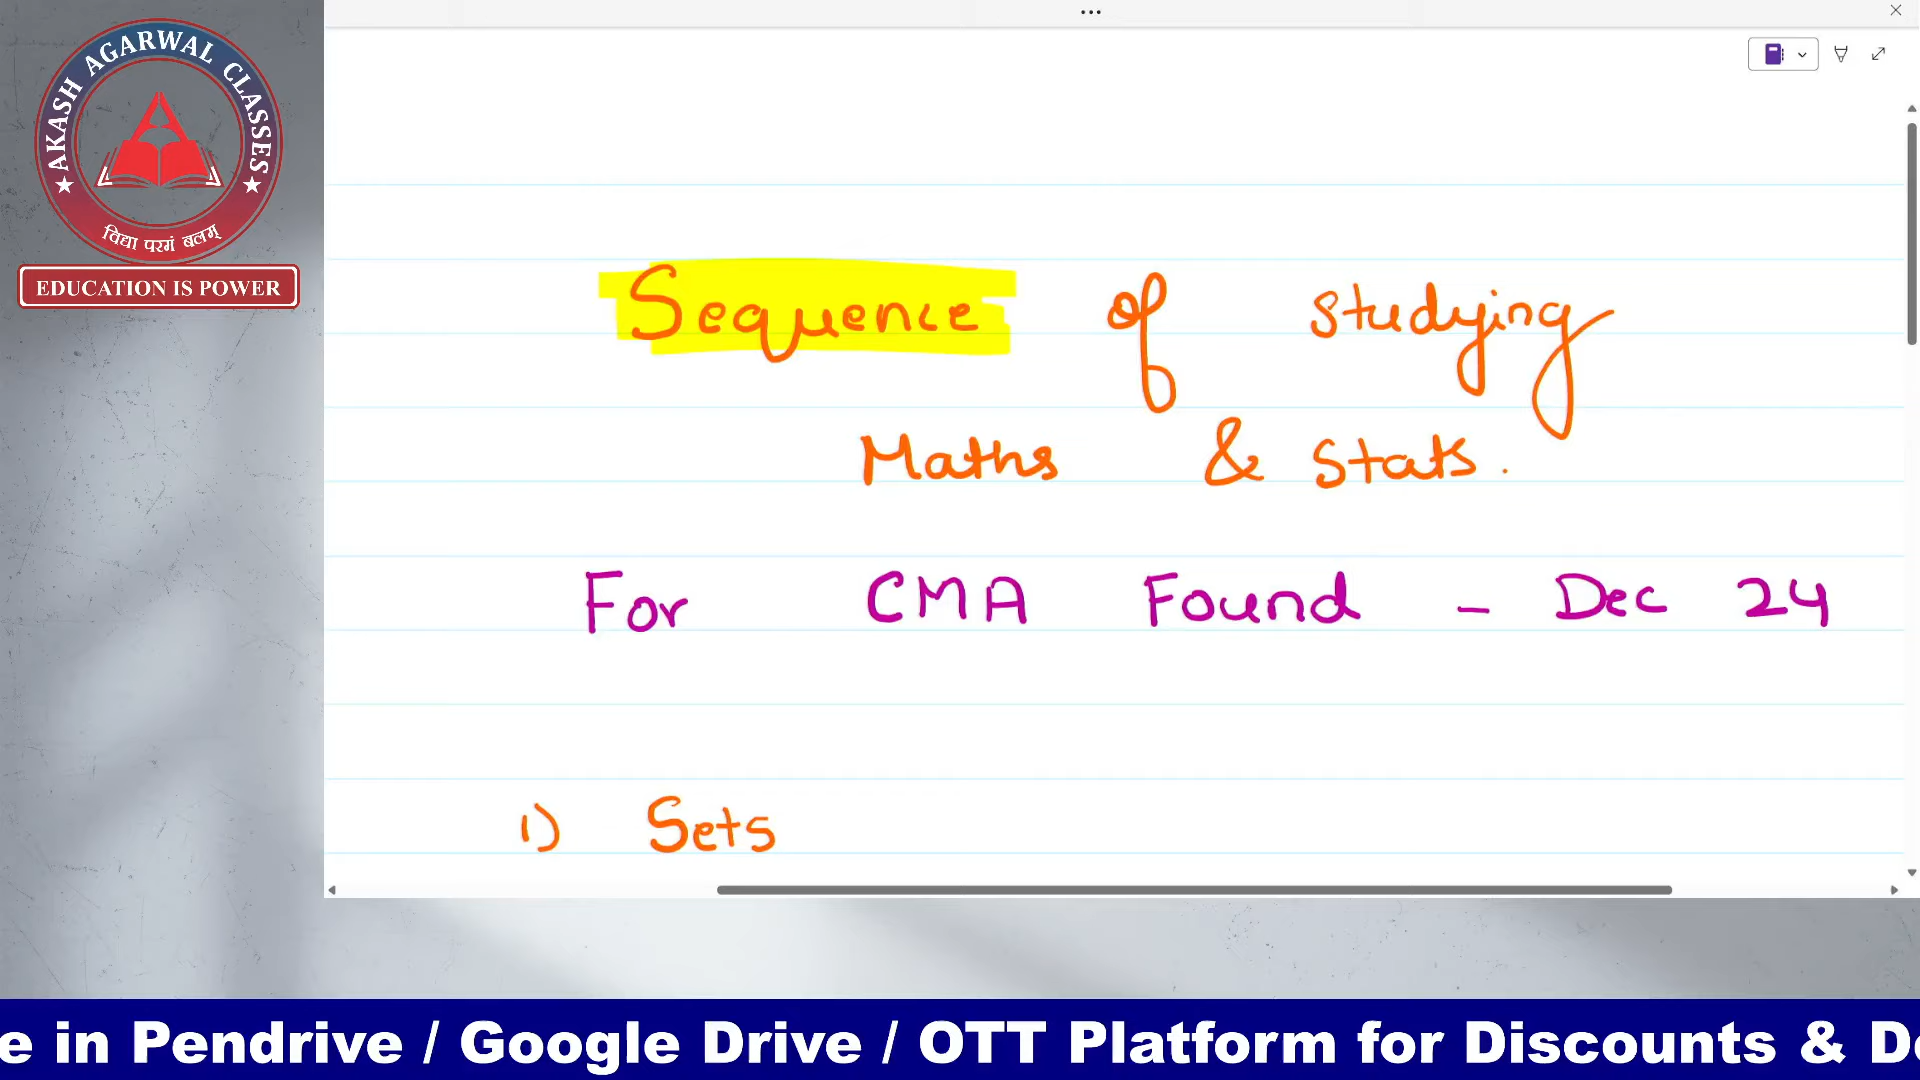 AKASH AGARWAL CLASSES
विद्या परमं बलम्
EDUCATION IS POWER
Sequence of studying
Maths & Stats.
For CMA Found - Dec 24
1) Sets
e in Pendrive / Google Drive / OTT Platform for Discounts & De